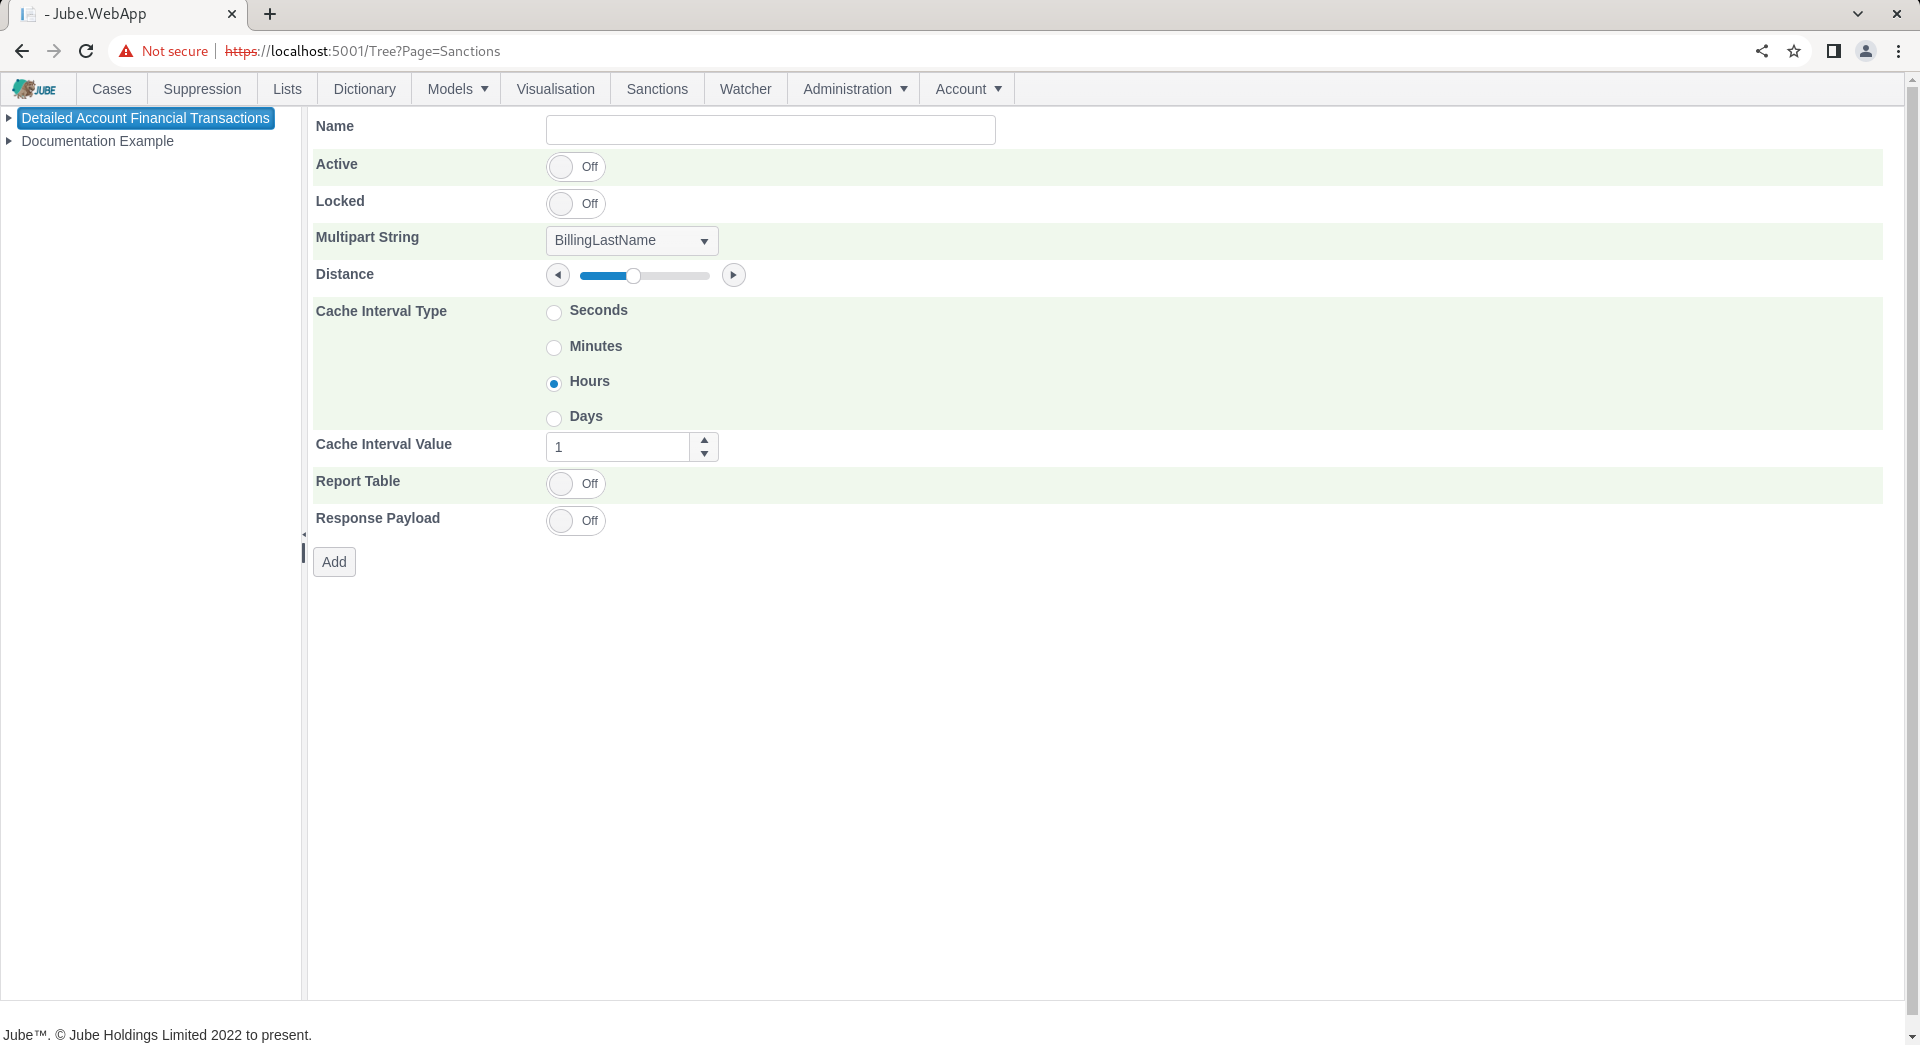 - Jube.WebApp
Not secure https://localhost:5001/Tree?Page=Sanctions
JUBE Cases Suppression Lists Dictionary Models Visualisation Sanctions Watcher Administration Account
Detailed Account Financial Transactions
Documentation Example
Name
Active Off
Locked Off
Multipart String BillingLastName
Distance
Cache Interval Type Seconds
Minutes
Hours
Days
Cache Interval Value 1
Report Table Off
Response Payload Off
Add
Jube™. © Jube Holdings Limited 2022 to present.